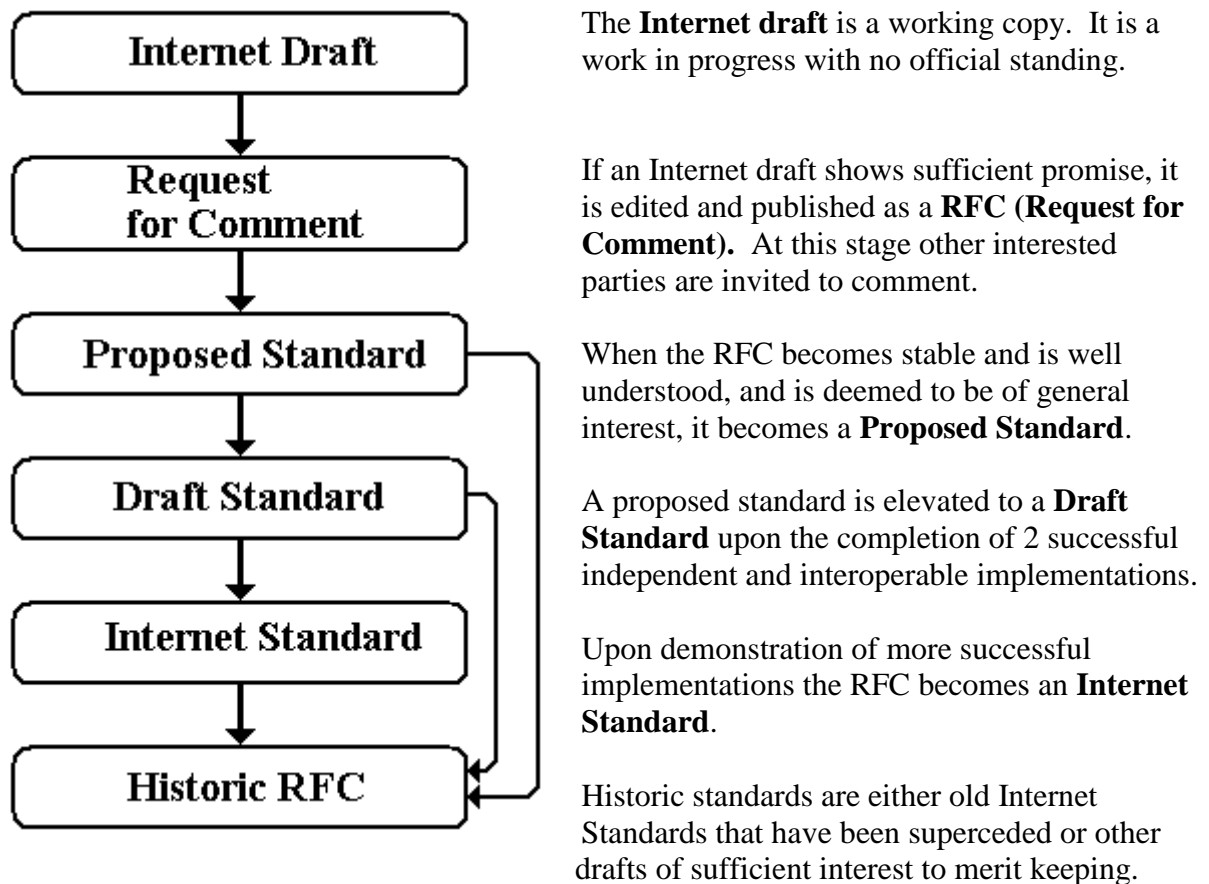 Internet Draft
The Internet draft is a working copy. It is a
work in progress with no official standing.
Request
for Comment
If an Internet draft shows sufficient promise, it
is edited and published as a RFC (Request for
Comment). At this stage other interested
parties are invited to comment.
Proposed Standard
When the RFC becomes stable and is well
understood, and is deemed to be of general
interest, it becomes a Proposed Standard.
Draft Standard
A proposed standard is elevated to a Draft
Standard upon the completion of 2 successful
independent and interoperable implementations.
Internet Standard
Upon demonstration of more successful
implementations the RFC becomes an Internet
Standard.
Historic RFC
Historic standards are either old Internet
Standards that have been superceded or other
drafts of sufficient interest to merit keeping.